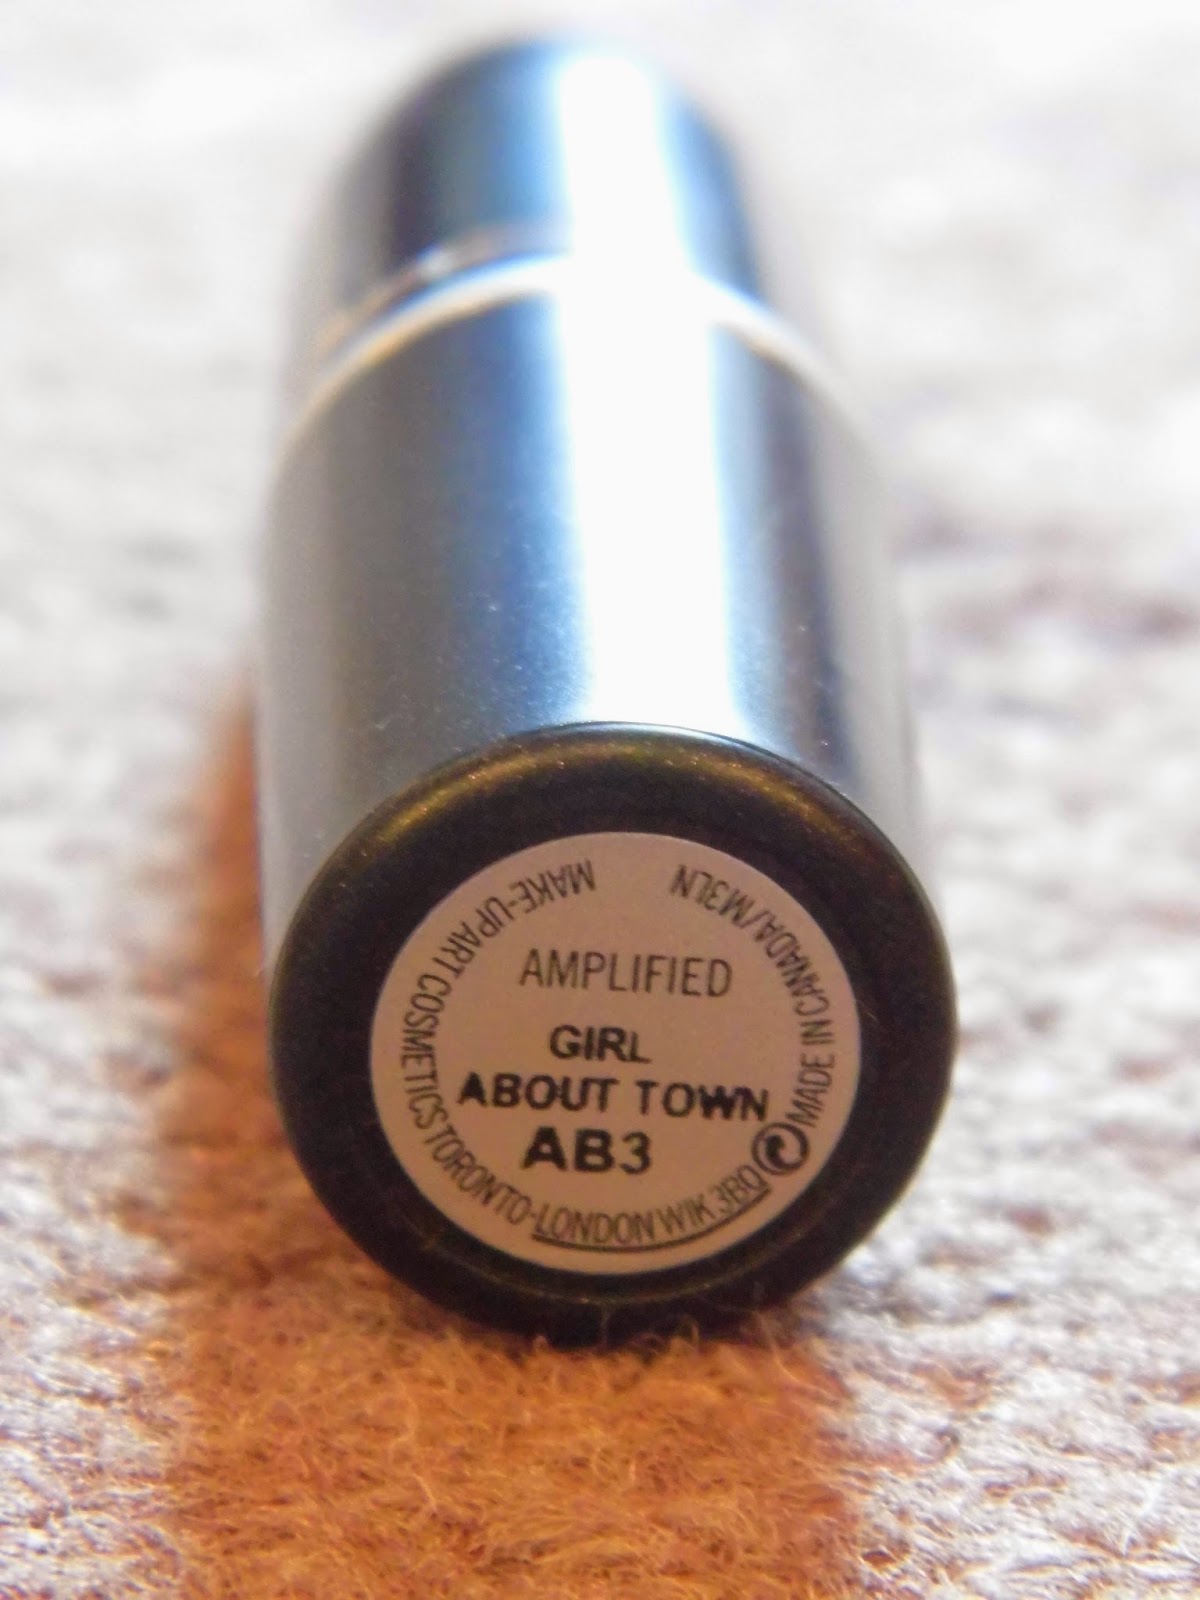 AMPLIFIED
GIRL
ABOUT TOWN
AB3
MAKE-UP ART COSMETICS TORONTO-LONDON W1K 3BQ
MADE IN CANADA/M3LN